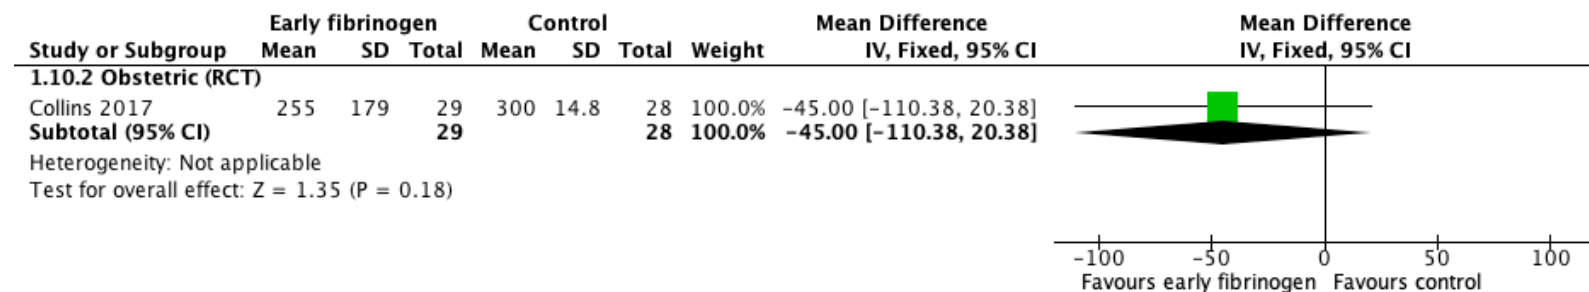 Early fibrinogen Control Mean Difference Mean Difference
Study or Subgroup Mean SD Total Mean SD Total Weight IV, Fixed, 95% CI IV, Fixed, 95% CI
1.10.2 Obstetric (RCT)
Collins 2017 255 179 29 300 14.8 28 100.0% -45.00 [-110.38, 20.38]
Subtotal (95% CI) 29 28 100.0% -45.00 [-110.38, 20.38]
Heterogeneity: Not applicable
Test for overall effect: Z = 1.35 (P = 0.18)
-100 -50 0 50 100
Favours early fibrinogen Favours control